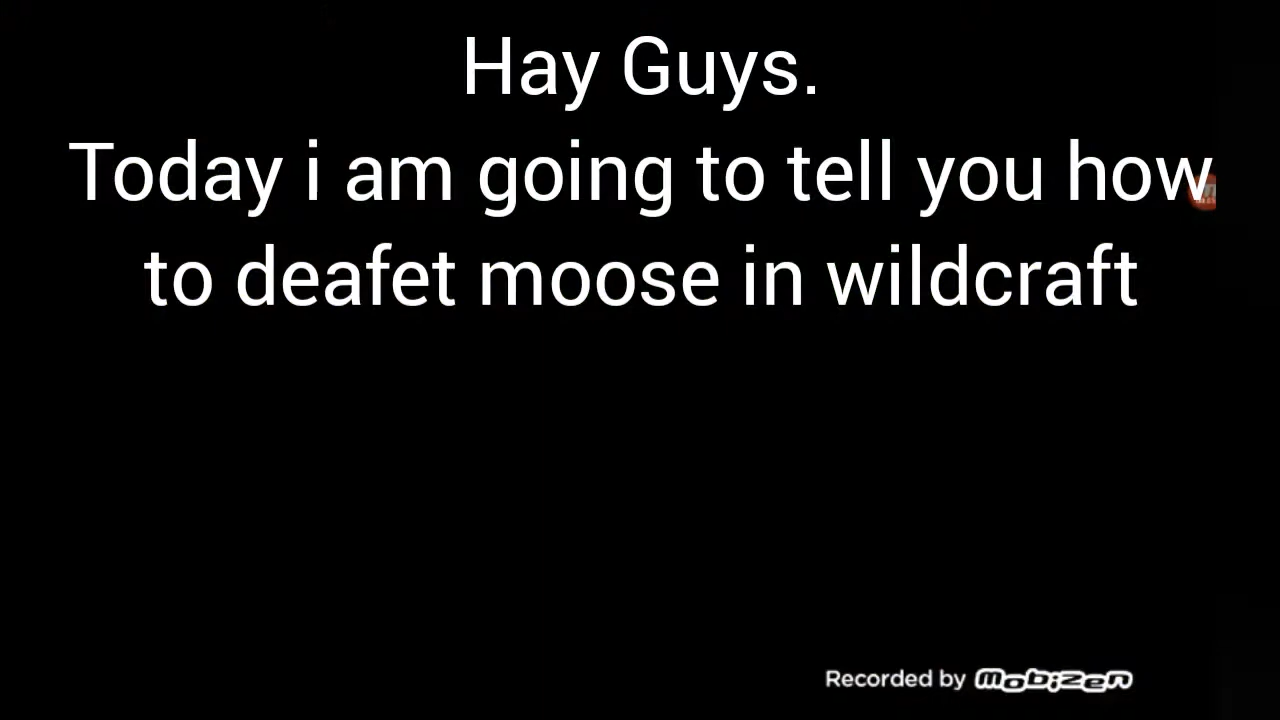 Hay Guys.
Today i am going to tell you how
to deafet moose in wildcraft
Recorded by mobizen